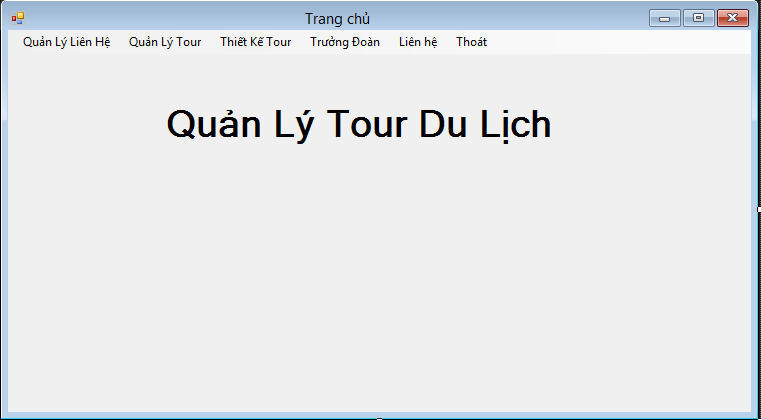 Trang chủ
Quản Lý Liên Hệ Quản Lý Tour Thiết Kế Tour Trưởng Đoàn Liên hệ Thoát
Quản Lý Tour Du Lịch